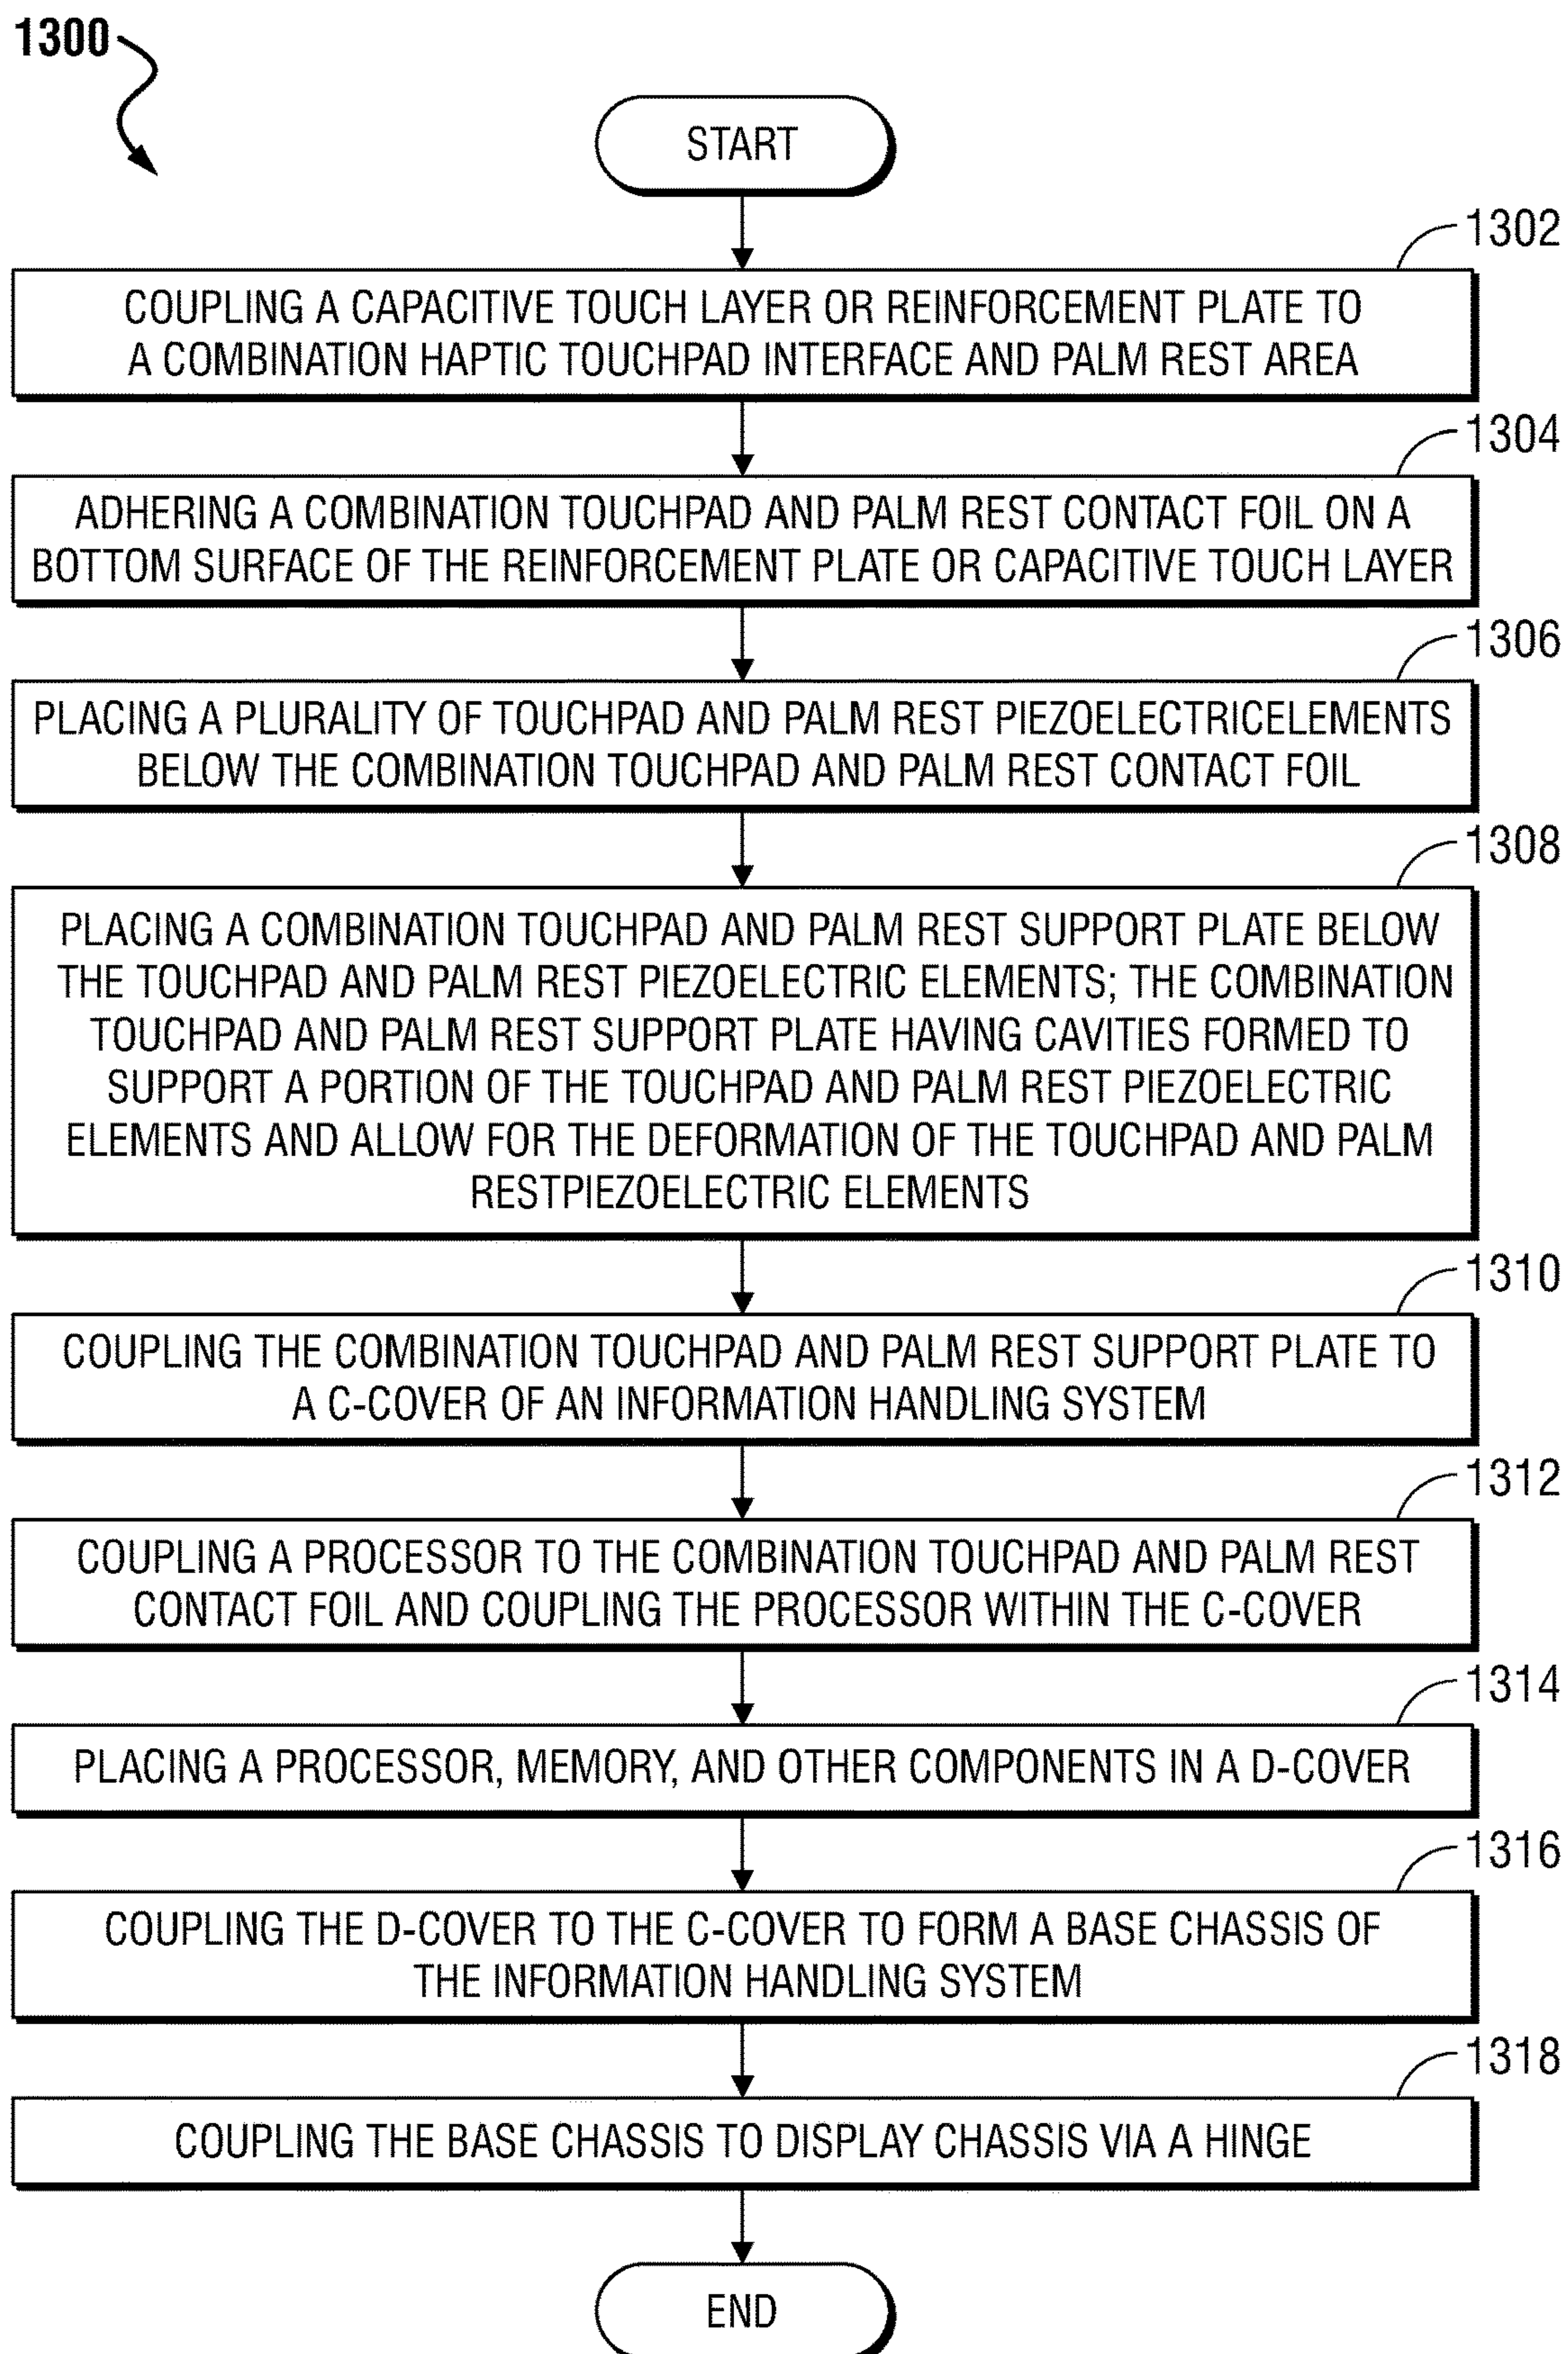 1300
START
1302
COUPLING A CAPACITIVE TOUCH LAYER OR REINFORCEMENT PLATE TO
A COMBINATION HAPTIC TOUCHPAD INTERFACE AND PALM REST AREA
1304
ADHERING A COMBINATION TOUCHPAD AND PALM REST CONTACT FOIL ON A
BOTTOM SURFACE OF THE REINFORCEMENT PLATE OR CAPACITIVE TOUCH LAYER
1306
PLACING A PLURALITY OF TOUCHPAD AND PALM REST PIEZOELECTRICELEMENTS
BELOW THE COMBINATION TOUCHPAD AND PALM REST CONTACT FOIL
1308
PLACING A COMBINATION TOUCHPAD AND PALM REST SUPPORT PLATE BELOW
THE TOUCHPAD AND PALM REST PIEZOELECTRIC ELEMENTS; THE COMBINATION
TOUCHPAD AND PALM REST SUPPORT PLATE HAVING CAVITIES FORMED TO
SUPPORT A PORTION OF THE TOUCHPAD AND PALM REST PIEZOELECTRIC
ELEMENTS AND ALLOW FOR THE DEFORMATION OF THE TOUCHPAD AND PALM
RESTPIEZOELECTRIC ELEMENTS
1310
COUPLING THE COMBINATION TOUCHPAD AND PALM REST SUPPORT PLATE TO
A C-COVER OF AN INFORMATION HANDLING SYSTEM
1312
COUPLING A PROCESSOR TO THE COMBINATION TOUCHPAD AND PALM REST
CONTACT FOIL AND COUPLING THE PROCESSOR WITHIN THE C-COVER
1314
PLACING A PROCESSOR, MEMORY, AND OTHER COMPONENTS IN A D-COVER
1316
COUPLING THE D-COVER TO THE C-COVER TO FORM A BASE CHASSIS OF
THE INFORMATION HANDLING SYSTEM
1318
COUPLING THE BASE CHASSIS TO DISPLAY CHASSIS VIA A HINGE
END